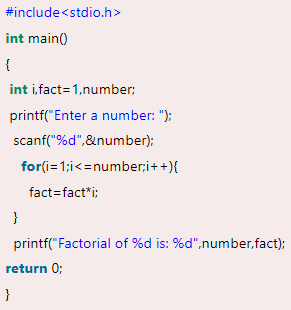 #include<stdio.h>
int main()
{
int i,fact=1,number;
printf("Enter a number: ");
scanf("%d",&number);
for(i=1;i<=number;i++){
fact=fact*i;
}
printf("Factorial of %d is: %d",number,fact);
return 0;
}